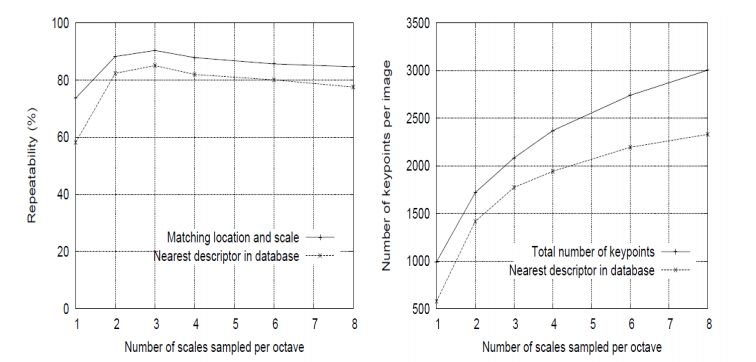 100
80
60
40
20
0
Repeatability (%)
Matching location and scale
Nearest descriptor in database
1 2 3 4 5 6 7 8
Number of scales sampled per octave
3500
3000
2500
2000
1500
1000
500
Number of keypoints per image
Total number of keypoints
Nearest descriptor in database
1 2 3 4 5 6 7 8
Number of scales sampled per octave